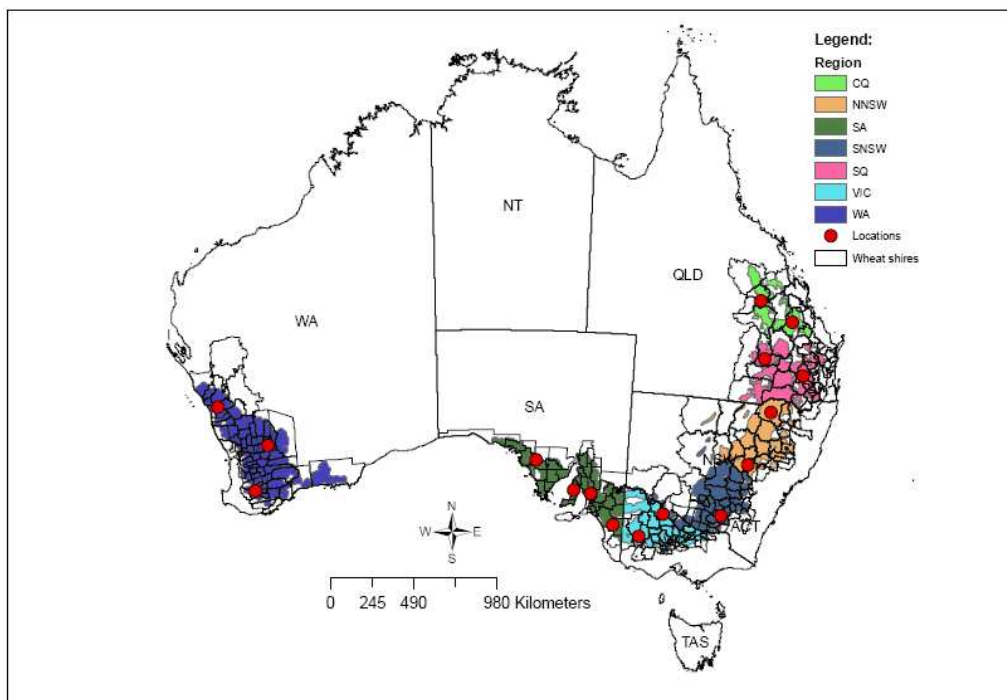 Legend:
Region
CQ
NNSW
SA
SNSW
SQ
VIC
WA
Locations
Wheat shires
NT
QLD
WA
SA
ACT
N
W E
S
0 245 490 980 Kilometers
TAS